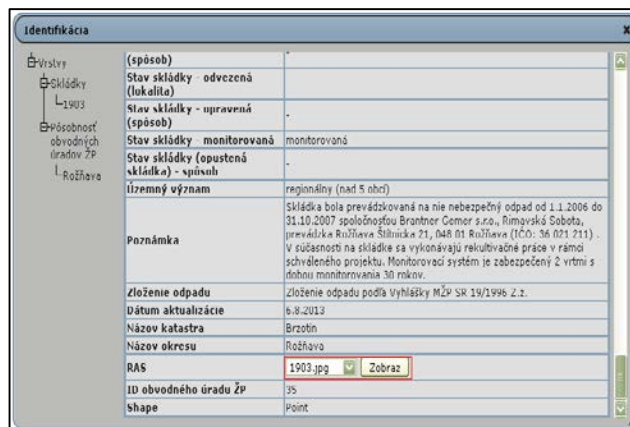 Identifikácia x
Vrstvy
Skládky
1903
Pôsobnosť
obvodných
úradov ŽP
Rožňava
(spôsob) -
Stav skládky - odvezená
(lokalita)
Stav skládky - upravená
(spôsob) -
Stav skládky - monitorovaná monitorovaná
Stav skládky (opustená
skládka) - spôsob -
Územný význam regionálny (nad 5 obcí)
Poznámka
Skládka bola prevádzkovaná na nie nebezpečný odpad od 1.1.2006 do
31.10.2007 spoločnosťou Brantner Gemer s.r.o., Rimavská Sobota,
prevádzka Rožňava Štítnicka 21, 048 01 Rožňava (IČO: 36 021 211) .
V súčasnosti na skládke sa vykonávajú rekultivačné práce v rámci
schváleného projektu. Monitorovací systém je zabezpečený 2 vrtmi s
dobou monitorovania 30 rokov.
Zloženie odpadu Zloženie odpadu podľa Vyhlášky MŽP SR 19/1996 Z.z.
Dátum aktualizácie 6.8.2013
Názov katastra Brzotín
Názov okresu Rožňava
RAS 1903.jpg Zobraz
ID obvodného úradu ŽP 35
Shape Point